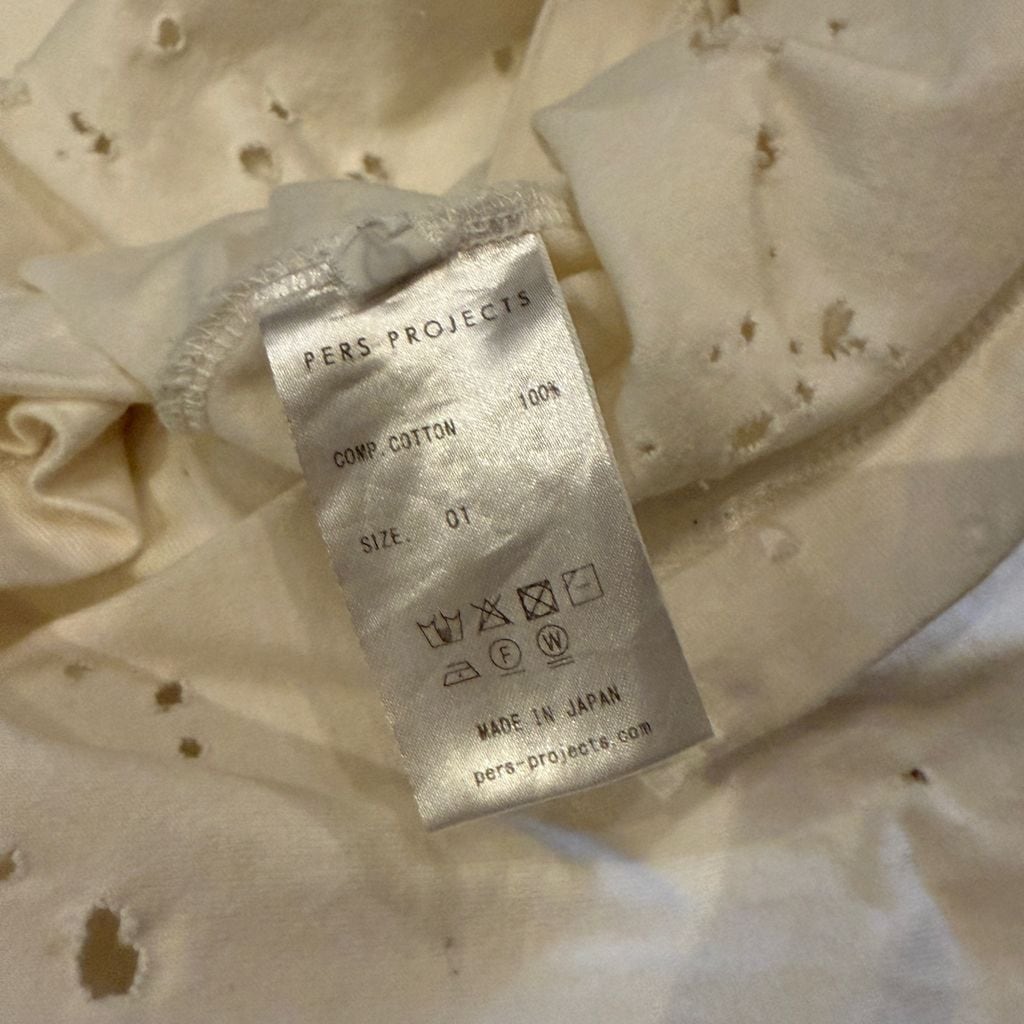 PERS PROJECTS
COMP.COTTON 100%
SIZE. 01
F W
MADE IN JAPAN
pers-projects.com